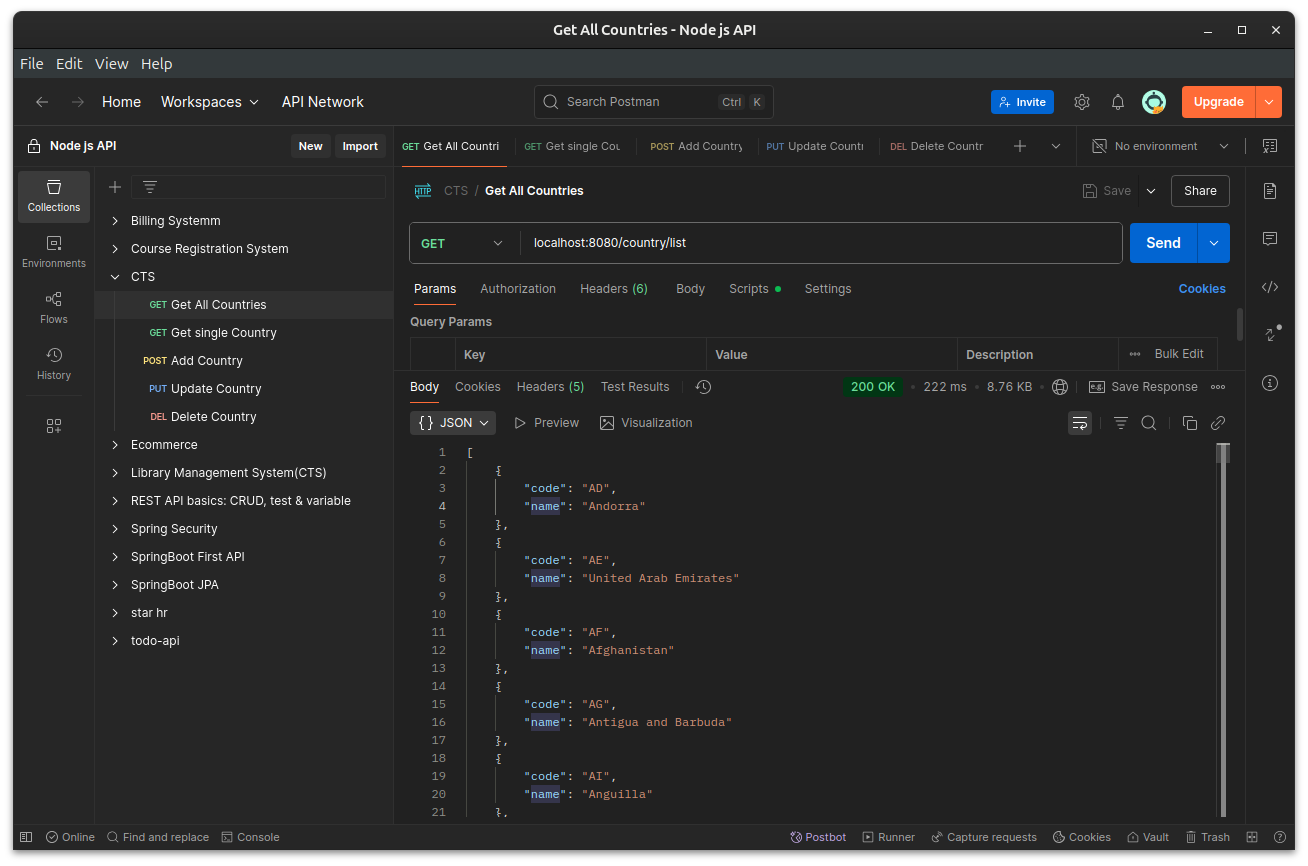 Get All Countries - Node js API
File Edit View Help
Home Workspaces API Network Search Postman Ctrl K Invite Upgrade
Node js API New Import
GET Get All Countri GET Get single Cou POST Add Country PUT Update Countr DEL Delete Countr No environment
Collections
Environments
Flows
History
Billing Systemm
Course Registration System
CTS
GET Get All Countries
GET Get single Country
POST Add Country
PUT Update Country
DEL Delete Country
Ecommerce
Library Management System(CTS)
REST API basics: CRUD, test & variable
Spring Security
SpringBoot First API
SpringBoot JPA
star hr
todo-api
HTTP CTS / Get All Countries Save Share
GET localhost:8080/country/list Send
Params Authorization Headers (6) Body Scripts Settings Cookies
Query Params
Key Value Description Bulk Edit
Body Cookies Headers (5) Test Results 200 OK 222 ms 8.76 KB e.g. Save Response
{} JSON Preview Visualization
1 [
2 {
3 "code": "AD",
4 "name": "Andorra"
5 },
6 {
7 "code": "AE",
8 "name": "United Arab Emirates"
9 },
10 {
11 "code": "AF",
12 "name": "Afghanistan"
13 },
14 {
15 "code": "AG",
16 "name": "Antigua and Barbuda"
17 },
18 {
19 "code": "AI",
20 "name": "Anguilla"
21 },
Online Find and replace Console Postbot Runner Capture requests Cookies Vault Trash